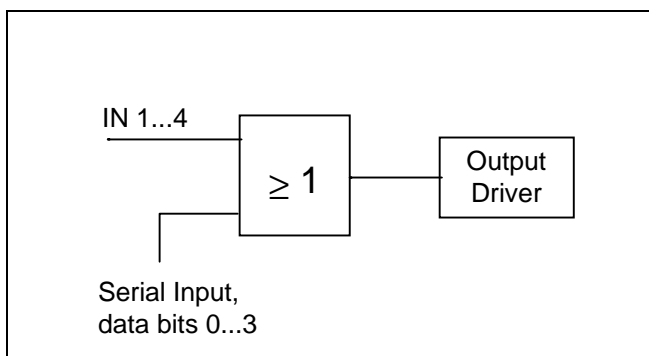 IN 1...4
≥ 1
Output
Driver
Serial Input,
data bits 0...3